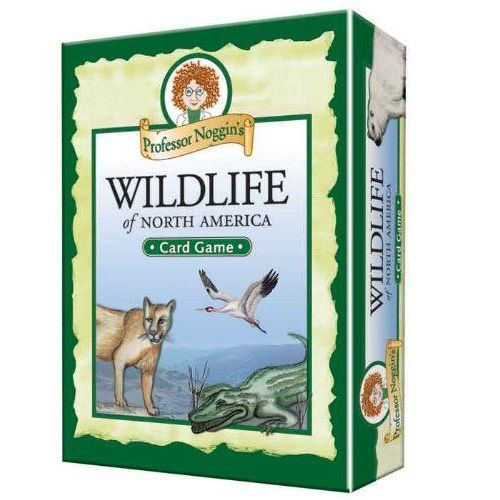 Professor Noggin's
WILDLIFE
of NORTH AMERICA
• Card Game •
WILDLIFE
of NORTH AMERICA
• Card Game •
Professor Noggin's